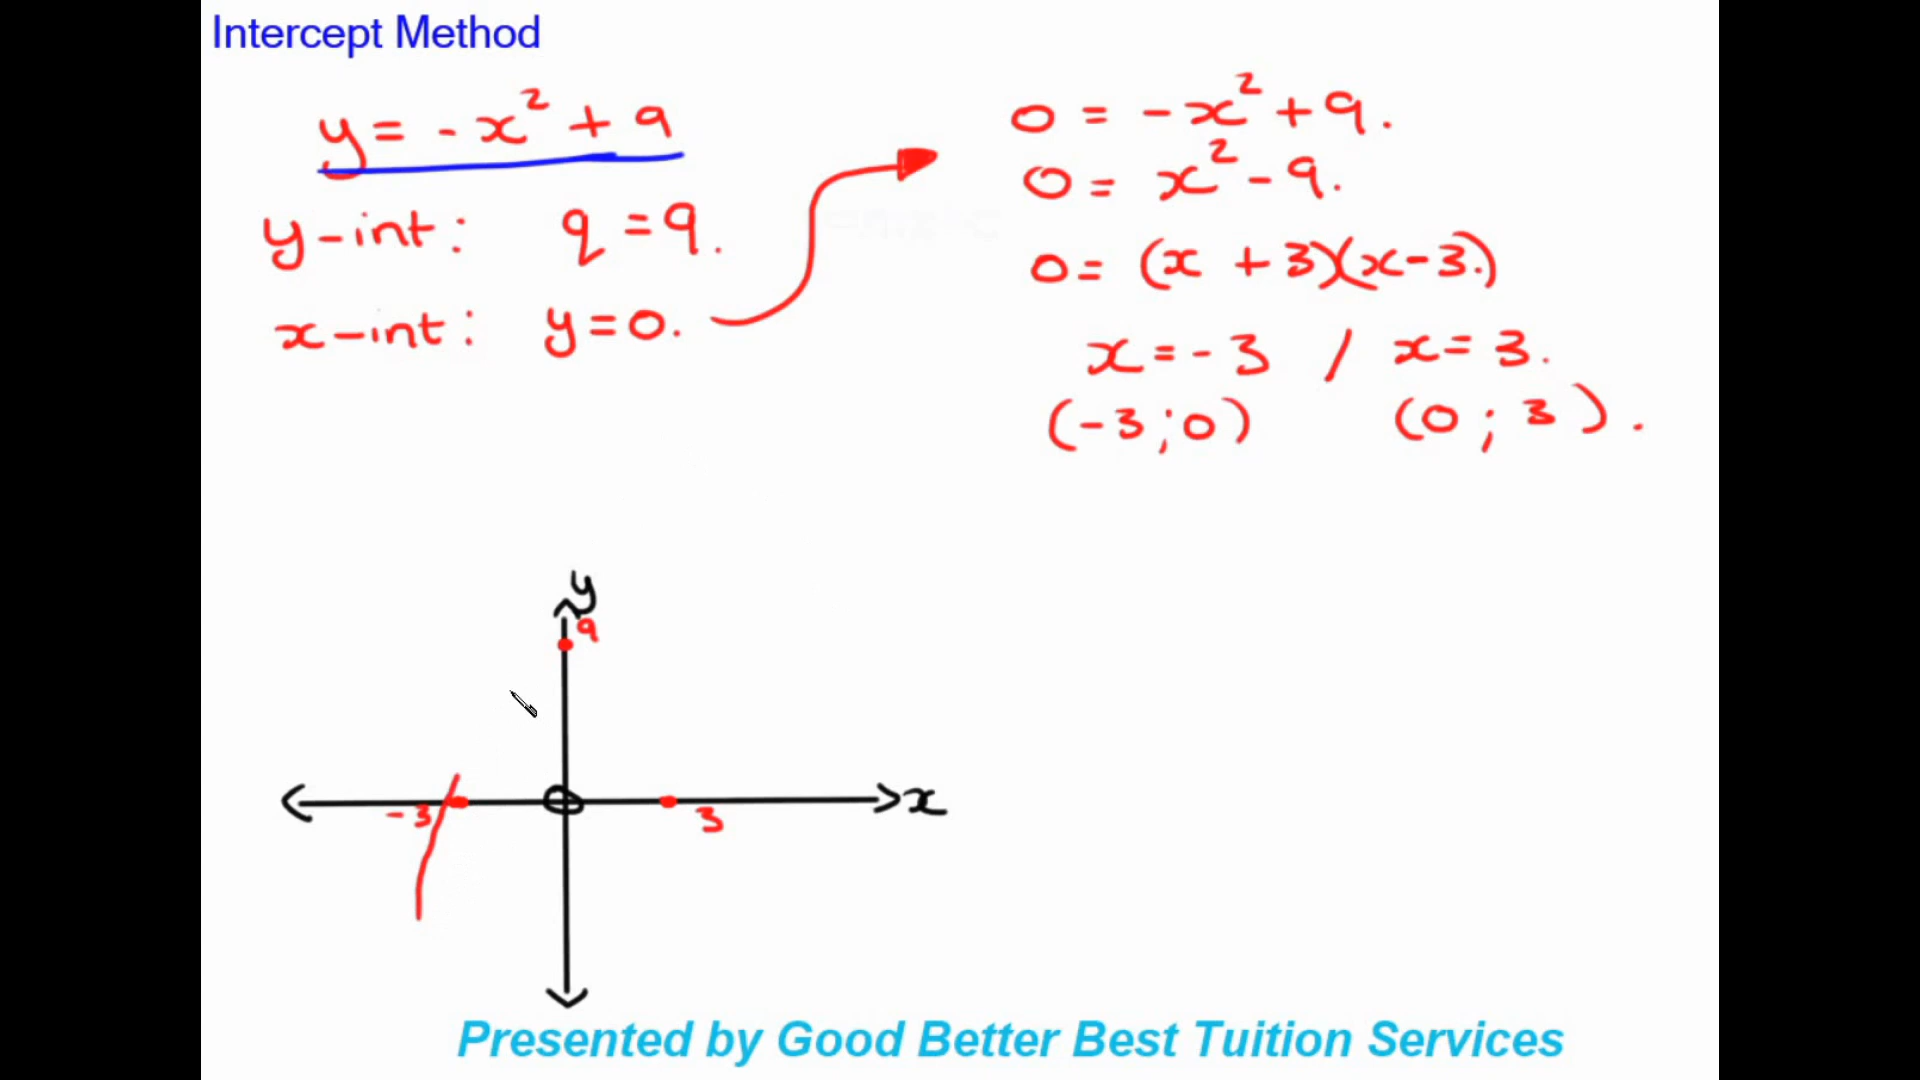 Intercept Method
y = - x² + 9
y-int: q = 9.
x-int: y = 0.
0 = - x² + 9.
0 = x² - 9.
0 = (x + 3)(x - 3.)
x = - 3 / x = 3.
(-3 ; 0) (0 ; 3) .
y
9
-3
0
3
x
Presented by Good Better Best Tuition Services